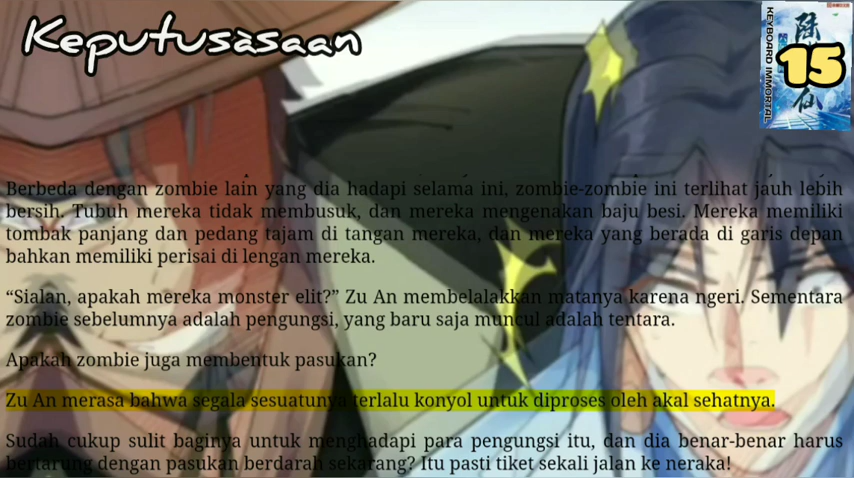 Keputusasaan
KEYBOARD IMMORTAL
15
Berbeda dengan zombie lain yang dia hadapi selama ini, zombie-zombie ini terlihat jauh lebih
bersih. Tubuh mereka tidak membusuk, dan mereka mengenakan baju besi. Mereka memiliki
tombak panjang dan pedang tajam di tangan mereka, dan mereka yang berada di garis depan
bahkan memiliki perisai di lengan mereka.
“Sialan, apakah mereka monster elit?” Zu An membelalakkan matanya karena ngeri. Sementara
zombie sebelumnya adalah pengungsi, yang baru saja muncul adalah tentara.
Apakah zombie juga membentuk pasukan?
Zu An merasa bahwa segala sesuatunya terlalu konyol untuk diproses oleh akal sehatnya.
Sudah cukup sulit baginya untuk menghadapi para pengungsi itu, dan dia benar-benar harus
bertarung dengan pasukan berdarah sekarang? Itu pasti tiket sekali jalan ke neraka!